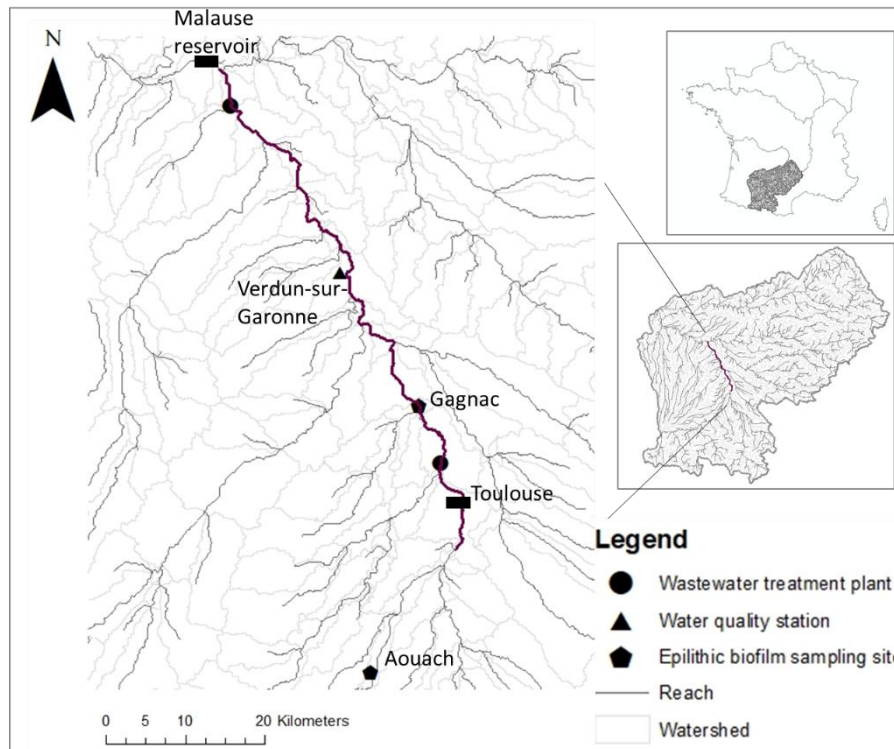 Malause
reservoir
N
Verdun-sur-
Garonne
Gagnac
Toulouse
Aouach
0 5 10 20 Kilometers
Legend
Wastewater treatment plant
Water quality station
Epilithic biofilm sampling site
Reach
Watershed